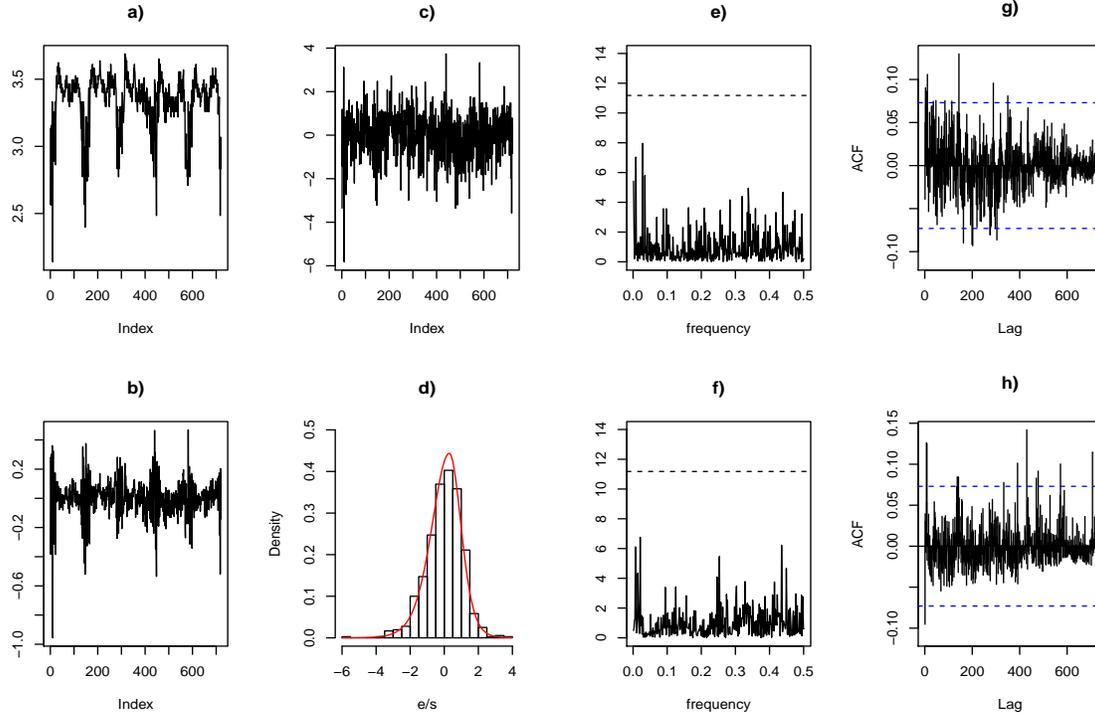 a)
2.5 3.0 3.5
0 200 400 600
Index
c)
−6 −4 −2 0 2 4
0 200 400 600
Index
e)
0 2 4 6 8 10 12 14
0.0 0.1 0.2 0.3 0.4 0.5
frequency
g)
ACF
−0.10 0.00 0.05 0.10
0 200 400 600
Lag
b)
−1.0 −0.6 −0.2 0.2
0 200 400 600
Index
d)
Density
0.0 0.1 0.2 0.3 0.4 0.5
−6 −4 −2 0 2 4
e/s
f)
0 2 4 6 8 10 12 14
0.0 0.1 0.2 0.3 0.4 0.5
frequency
h)
ACF
−0.10 0.00 0.05 0.10 0.15
0 200 400 600
Lag